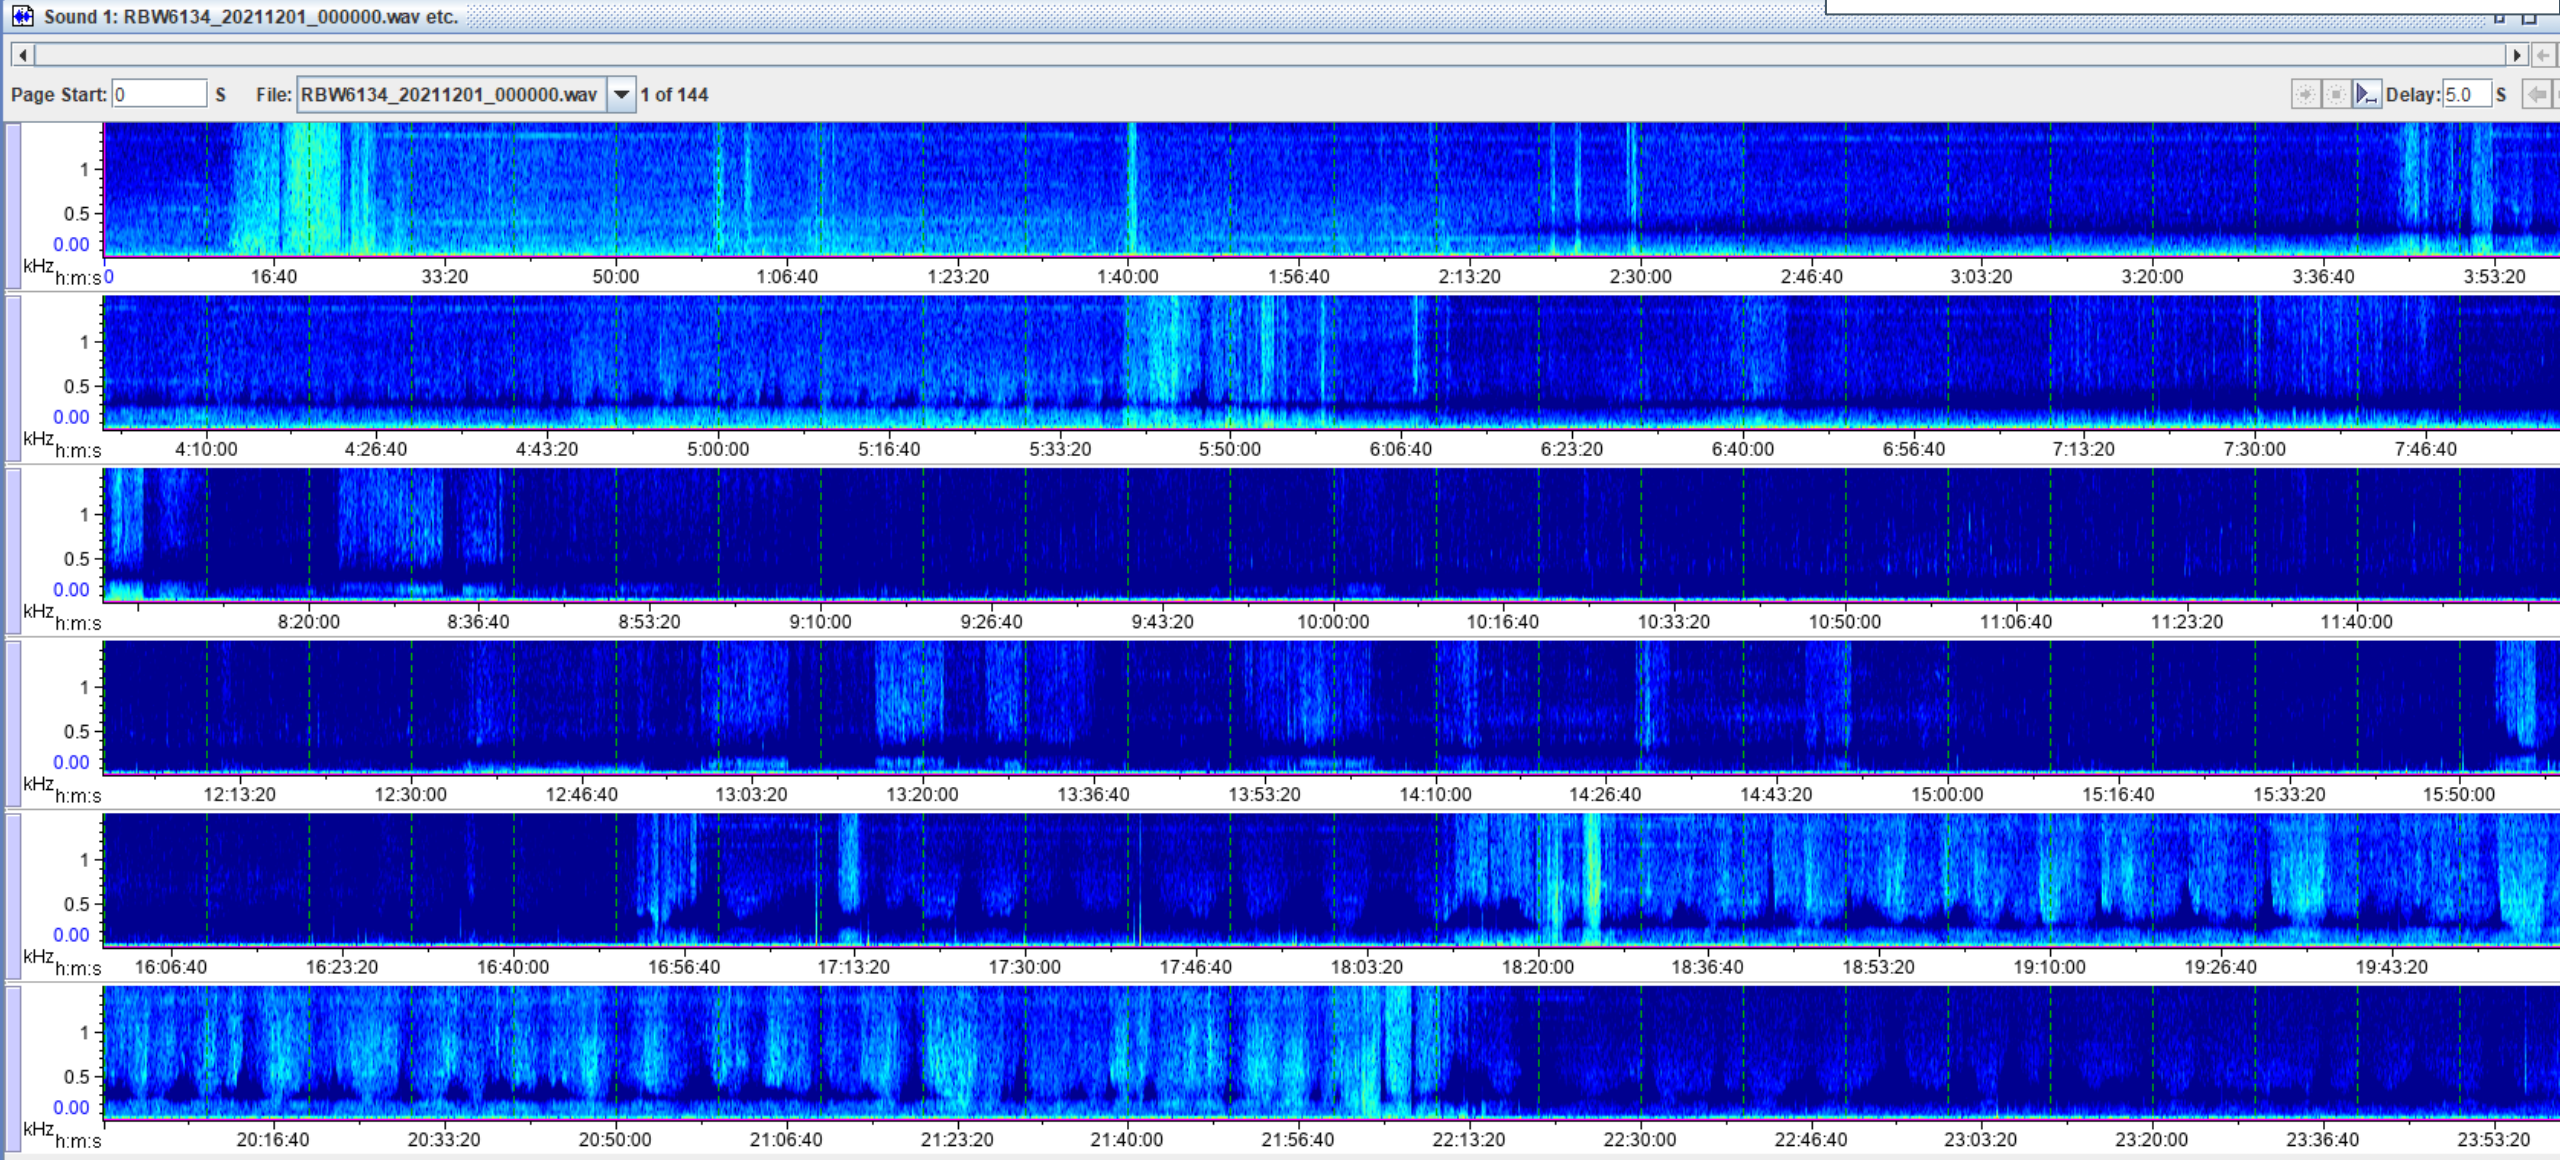 Sound 1: RBW6134_20211201_000000.wav etc.
Page Start: 0 S File: RBW6134_20211201_000000.wav 1 of 144 Delay: 5.0 S
1
0.5
0.00
kHz
h:m:s 0 16:40 33:20 50:00 1:06:40 1:23:20 1:40:00 1:56:40 2:13:20 2:30:00 2:46:40 3:03:20 3:20:00 3:36:40 3:53:20
1
0.5
0.00
kHz
h:m:s 4:10:00 4:26:40 4:43:20 5:00:00 5:16:40 5:33:20 5:50:00 6:06:40 6:23:20 6:40:00 6:56:40 7:13:20 7:30:00 7:46:40
1
0.5
0.00
kHz
h:m:s 8:20:00 8:36:40 8:53:20 9:10:00 9:26:40 9:43:20 10:00:00 10:16:40 10:33:20 10:50:00 11:06:40 11:23:20 11:40:00
1
0.5
0.00
kHz
h:m:s 12:13:20 12:30:00 12:46:40 13:03:20 13:20:00 13:36:40 13:53:20 14:10:00 14:26:40 14:43:20 15:00:00 15:16:40 15:33:20 15:50:00
1
0.5
0.00
kHz
h:m:s 16:06:40 16:23:20 16:40:00 16:56:40 17:13:20 17:30:00 17:46:40 18:03:20 18:20:00 18:36:40 18:53:20 19:10:00 19:26:40 19:43:20
1
0.5
0.00
kHz
h:m:s 20:16:40 20:33:20 20:50:00 21:06:40 21:23:20 21:40:00 21:56:40 22:13:20 22:30:00 22:46:40 23:03:20 23:20:00 23:36:40 23:53:20